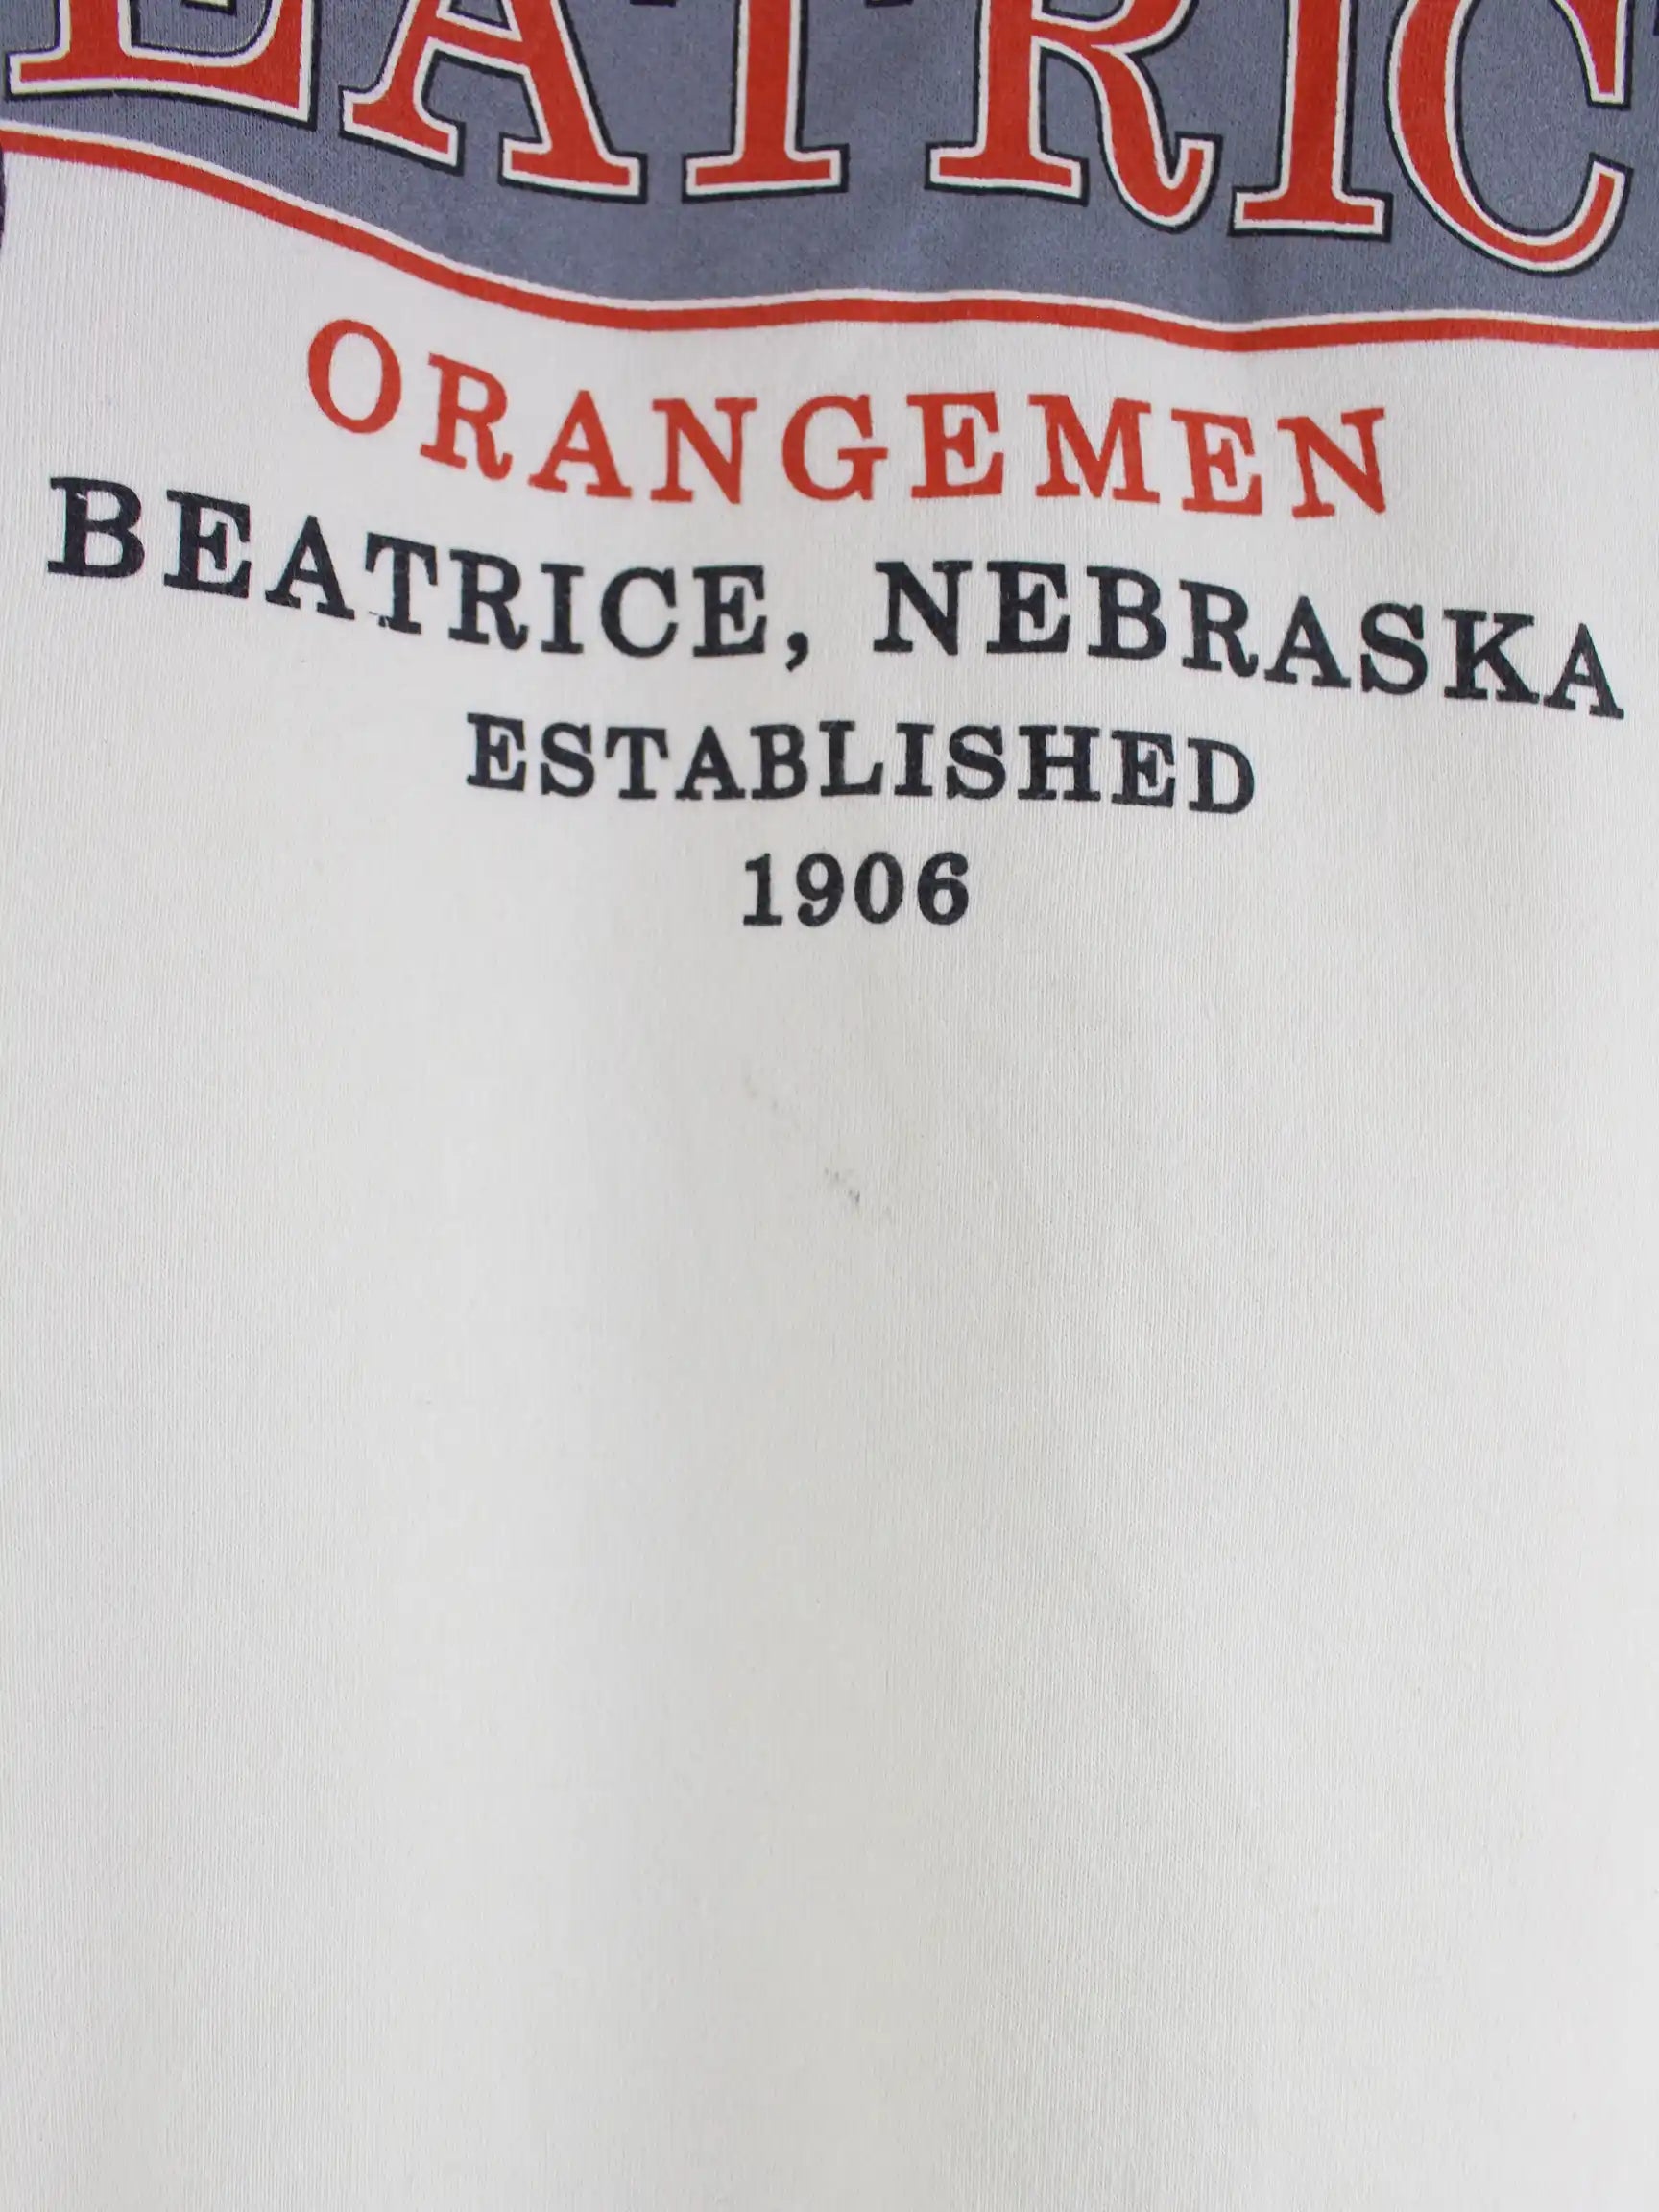 EATRIC
ORANGEMEN
BEATRICE, NEBRASKA
ESTABLISHED
1906